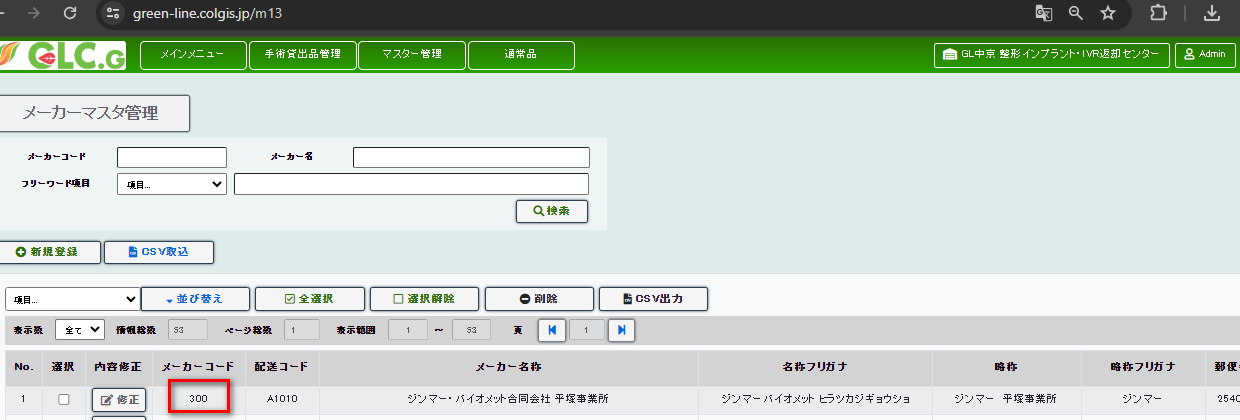 green-line.colgis.jp/m13
GLC.G メインメニュー 手術貸出品管理 マスター管理 通常品 GL中京 整形インプラント・IVR返却センター Admin
メーカーマスタ管理
メーカーコード メーカー名
フリーワード項目 項目...
検索
新規登録 CSV取込
項目... 並び替え 全選択 選択解除 削除 CSV出力
表示数 全て 情報総数 93 ページ総数 1 表示範囲 1 ～ 93 頁 1
No. 選択 内容修正 メーカーコード 配送コード メーカー名称 名称フリガナ 略称 略称フリガナ 郵便
1 修正 300 A1010 ジンマー・バイオメット合同会社 平塚事業所 ジンマーバイオメット ヒラツカジギョウショ ジンマー 平塚事業所 ジンマー 2540